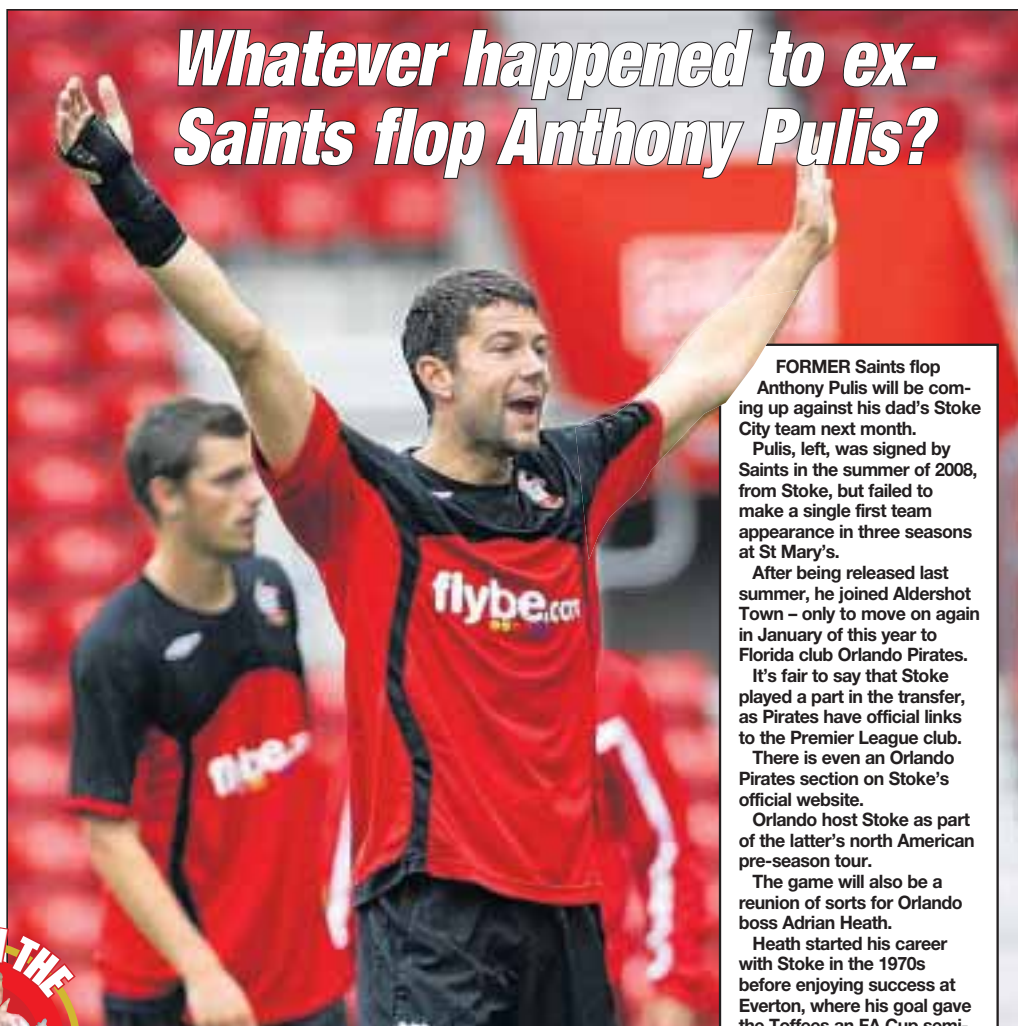 Whatever happened to ex-
Saints flop Anthony Pulis?
FORMER Saints flop
Anthony Pulis will be com-
ing up against his dad's Stoke
City team next month.
Pulis, left, was signed by
Saints in the summer of 2008,
from Stoke, but failed to
make a single first team
appearance in three seasons
at St Mary's.
After being released last
summer, he joined Aldershot
Town – only to move on again
in January of this year to
Florida club Orlando Pirates.
It's fair to say that Stoke
played a part in the transfer,
as Pirates have official links
to the Premier League club.
There is even an Orlando
Pirates section on Stoke's
official website.
Orlando host Stoke as part
of the latter's north American
pre-season tour.
The game will also be a
reunion of sorts for Orlando
boss Adrian Heath.
Heath started his career
with Stoke in the 1970s
before enjoying success at
Everton, where his goal gave
the Toffees an FA Cup semi-
flybe.com
flybe.
THE